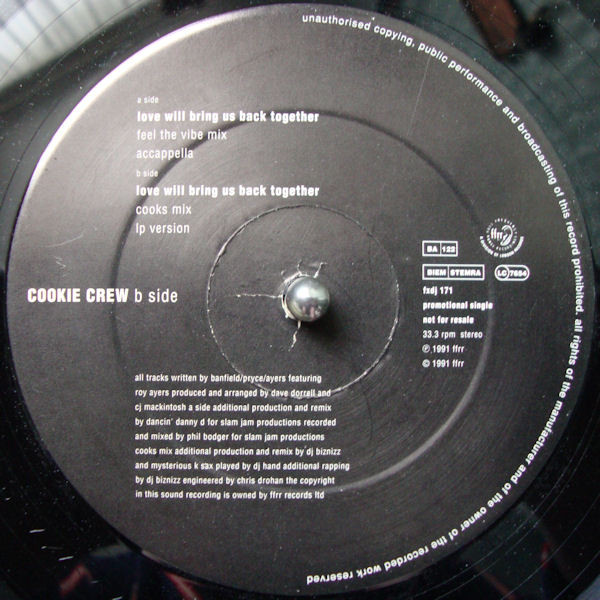 unauthorised copying, public performance and broadcasting of this record prohibited. all rights of the manufacturer and of the owner of the recorded work reserved
a side
love will bring us back together
feel the vibe mix
accappella
b side
love will bring us back together
cooks mix
lp version
COOKIE CREW b side
ffrr
BA 122
BIEM STEMRA
LC 7654
fxdj 171
promotional single
not for resale
33.3 rpm stereo
℗ 1991 ffrr
© 1991 ffrr
all tracks written by banfield/pryce/ayers featuring
roy ayers produced and arranged by dave dorrell and
cj mackintosh a side additional production and remix
by dancin' danny d for slam jam productions recorded
and mixed by phil bodger for slam jam productions
cooks mix additional production and remix by dj biznizz
and mysterious k sax played by dj hand additional rapping
by dj biznizz engineered by chris drohan the copyright
in this sound recording is owned by ffrr records ltd